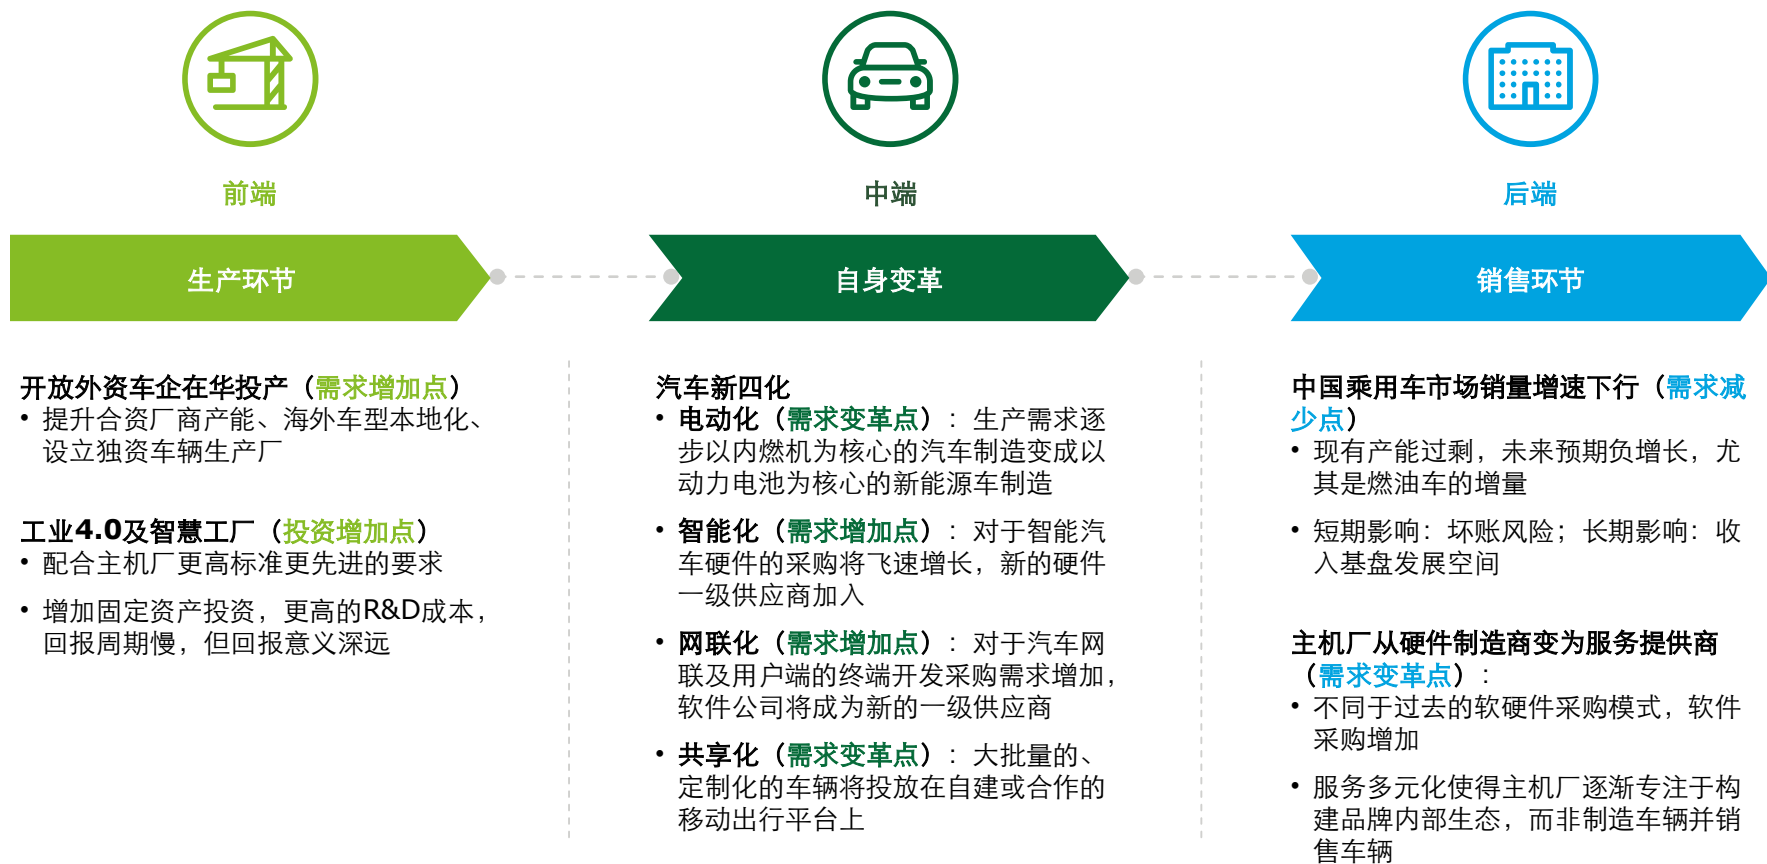 前端
生产环节
开放外资车企在华投产（需求增加点）
• 提升合资厂商产能、海外车型本地化、
设立独资车辆生产厂
工业4.0及智慧工厂（投资增加点）
• 配合主机厂更高标准更先进的要求
• 增加固定资产投资，更高的R&D成本，
回报周期慢，但回报意义深远
中端
自身变革
汽车新四化
• 电动化（需求变革点）：生产需求逐
步以内燃机为核心的汽车制造变成以
动力电池为核心的新能源车制造
• 智能化（需求增加点）：对于智能汽
车硬件的采购将飞速增长，新的硬件
一级供应商加入
• 网联化（需求增加点）：对于汽车网
联及用户端的终端开发采购需求增加，
软件公司将成为新的一级供应商
• 共享化（需求变革点）：大批量的、
定制化的车辆将投放在自建或合作的
移动出行平台上
后端
销售环节
中国乘用车市场销量增速下行（需求减
少点）
• 现有产能过剩，未来预期负增长，尤
其是燃油车的增量
• 短期影响：坏账风险；长期影响：收
入基盘发展空间
主机厂从硬件制造商变为服务提供商
（需求变革点）：
• 不同于过去的软硬件采购模式，软件
采购增加
• 服务多元化使得主机厂逐渐专注于构
建品牌内部生态，而非制造车辆并销
售车辆